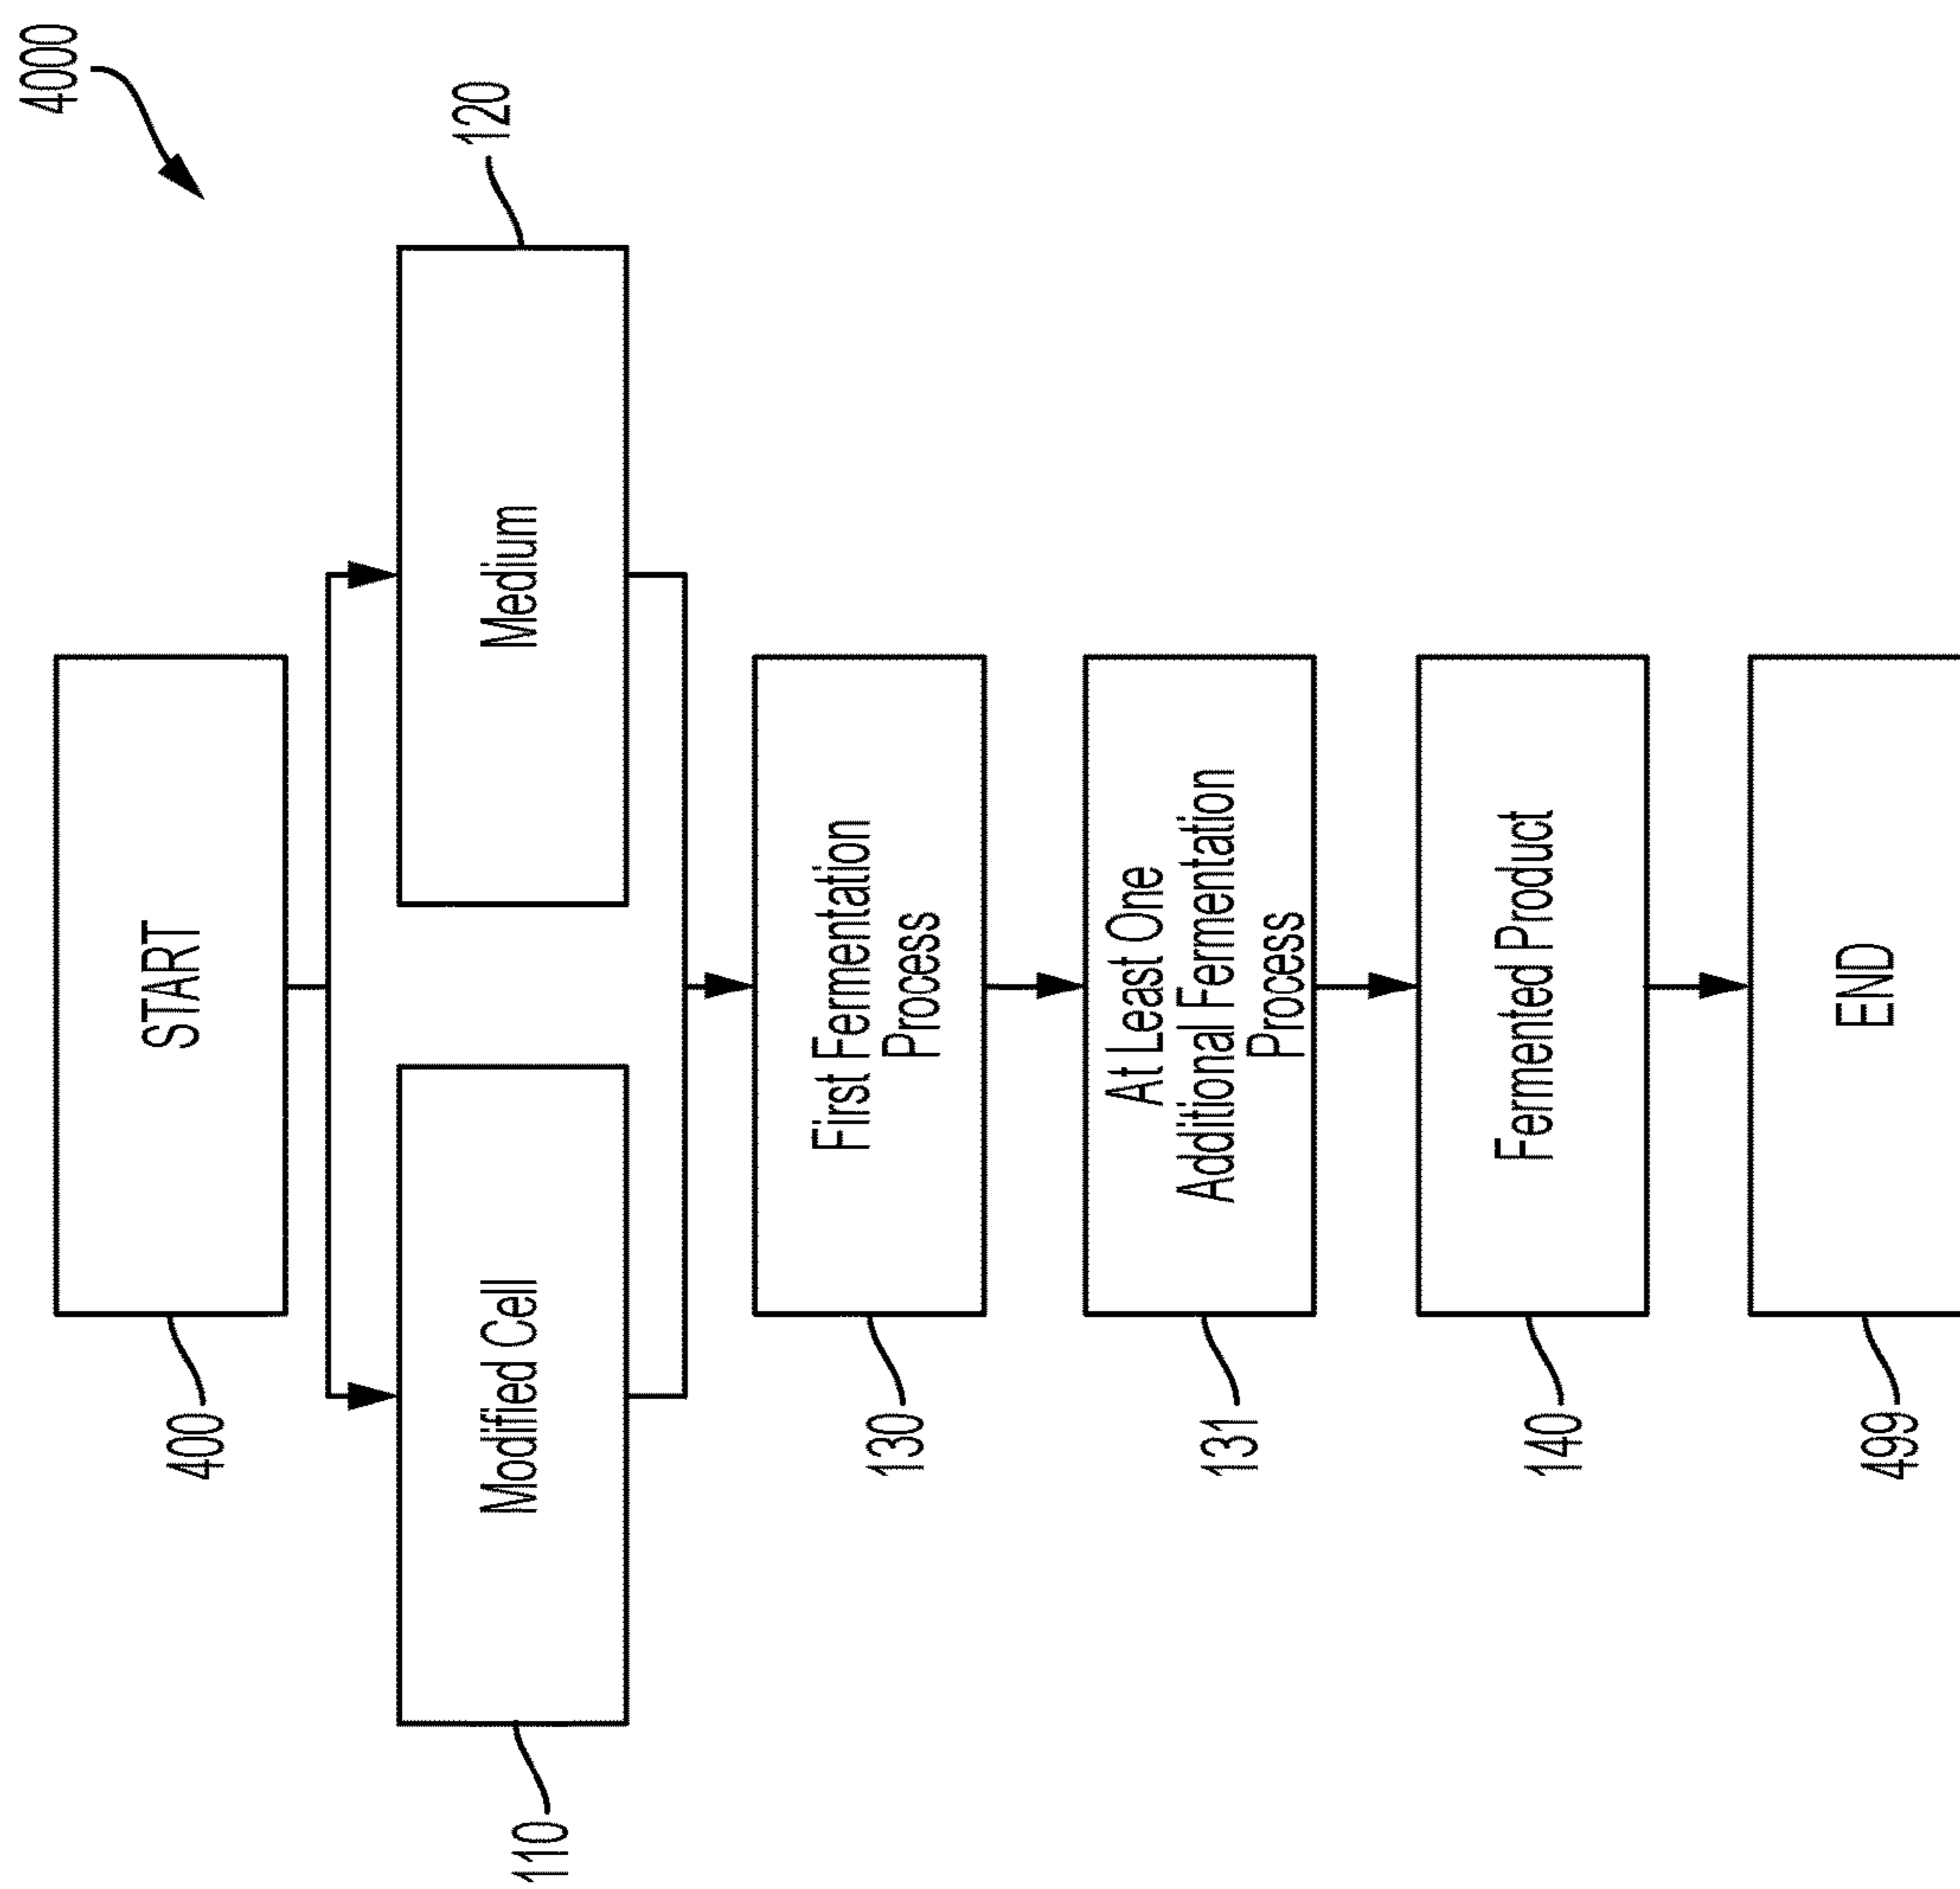 4000
START
400
Modified Cell
110
Medium
120
First Fermentation
Process
130
At Least One
Additional Fermentation
Process
131
Fermented Product
140
END
499